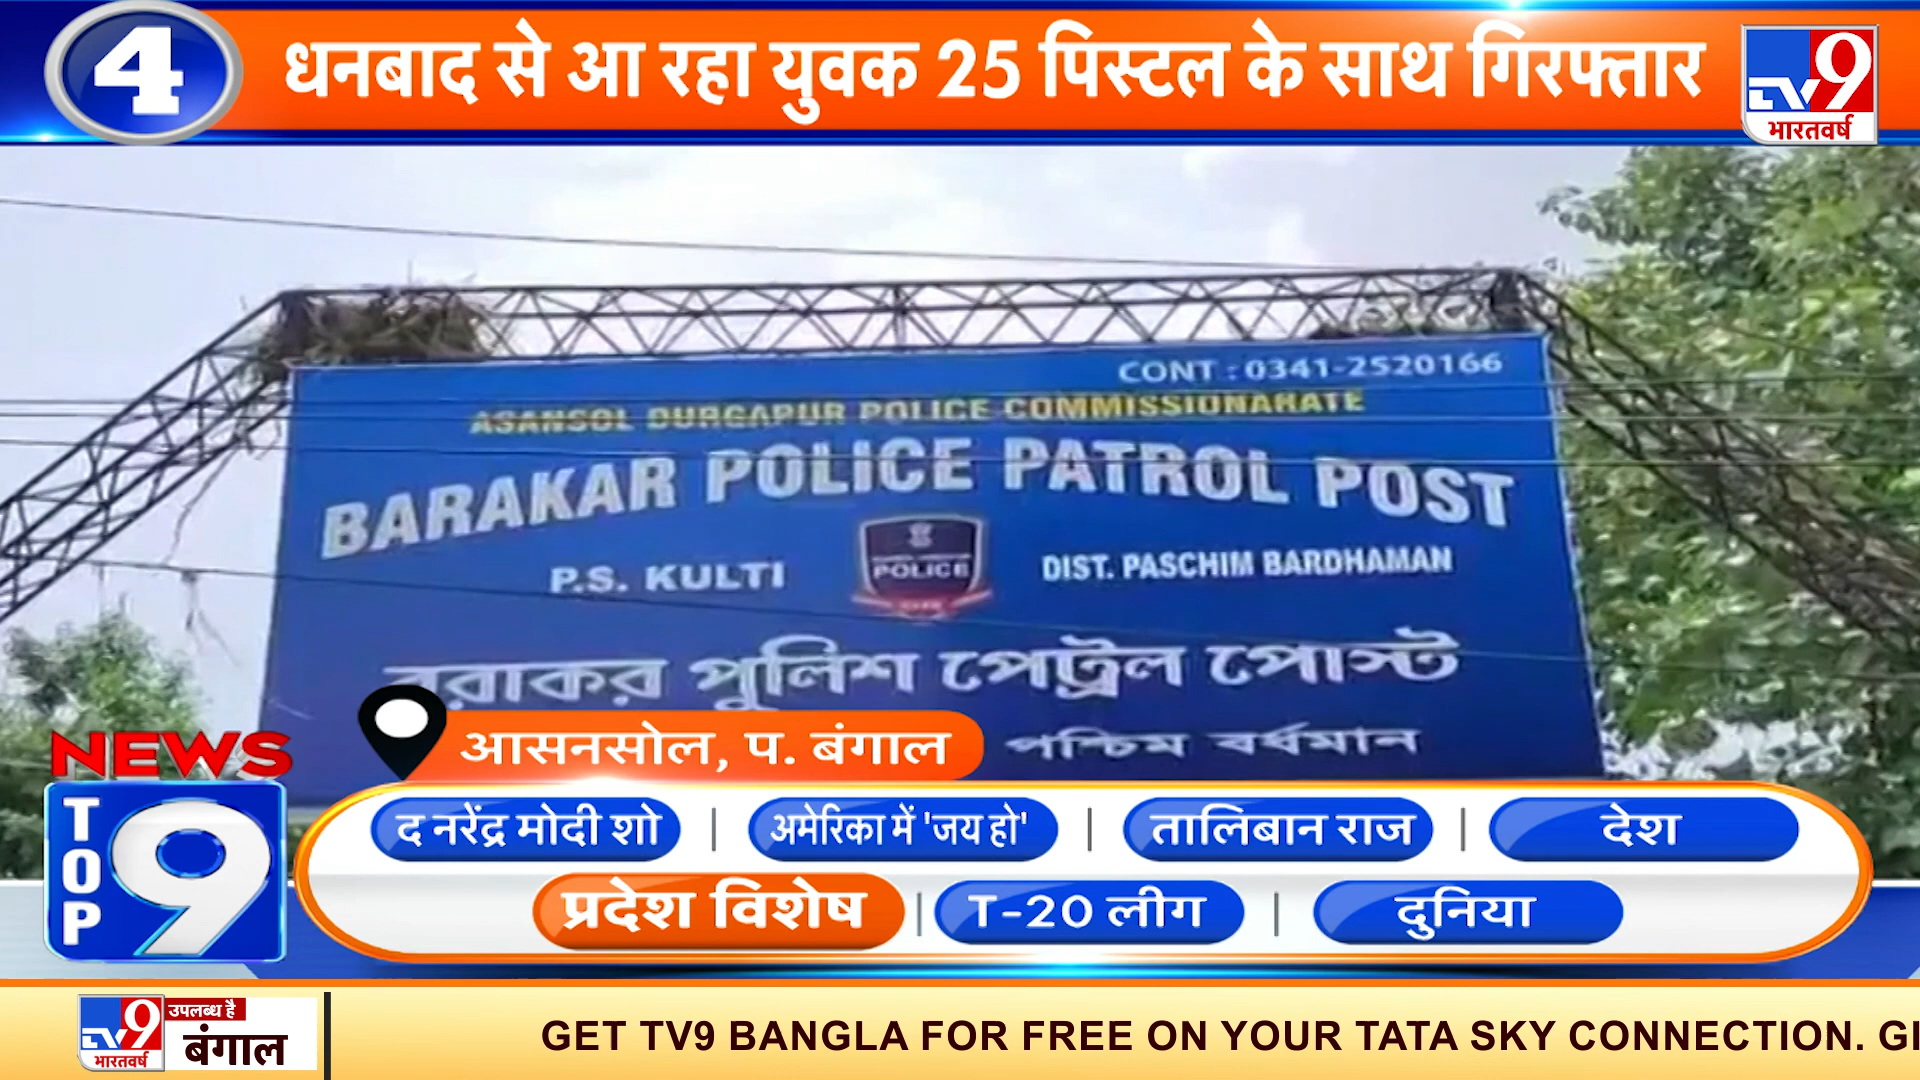 4
धनबाद से आ रहा युवक 25 पिस्टल के साथ गिरफ्तार
TV9
भारतवर्ष
CONT : 0341-2520166
ASANSOL DURGAPUR POLICE COMMISSIONARATE
BARAKAR POLICE PATROL POST
P.S. KULTI
POLICE
DIST. PASCHIM BARDHAMAN
বরাকর পুলিশ পেট্রল পোস্ট
পশ্চিম বর্ধমান
आसनसोल, प. बंगाल
NEWS
TOP
9
द नरेंद्र मोदी शो | अमेरिका में 'जय हो' | तालिबान राज | देश
प्रदेश विशेष | T-20 लीग | दुनिया
TV9
भारतवर्ष
उपलब्ध है
बंगाल
GET TV9 BANGLA FOR FREE ON YOUR TATA SKY CONNECTION. GI